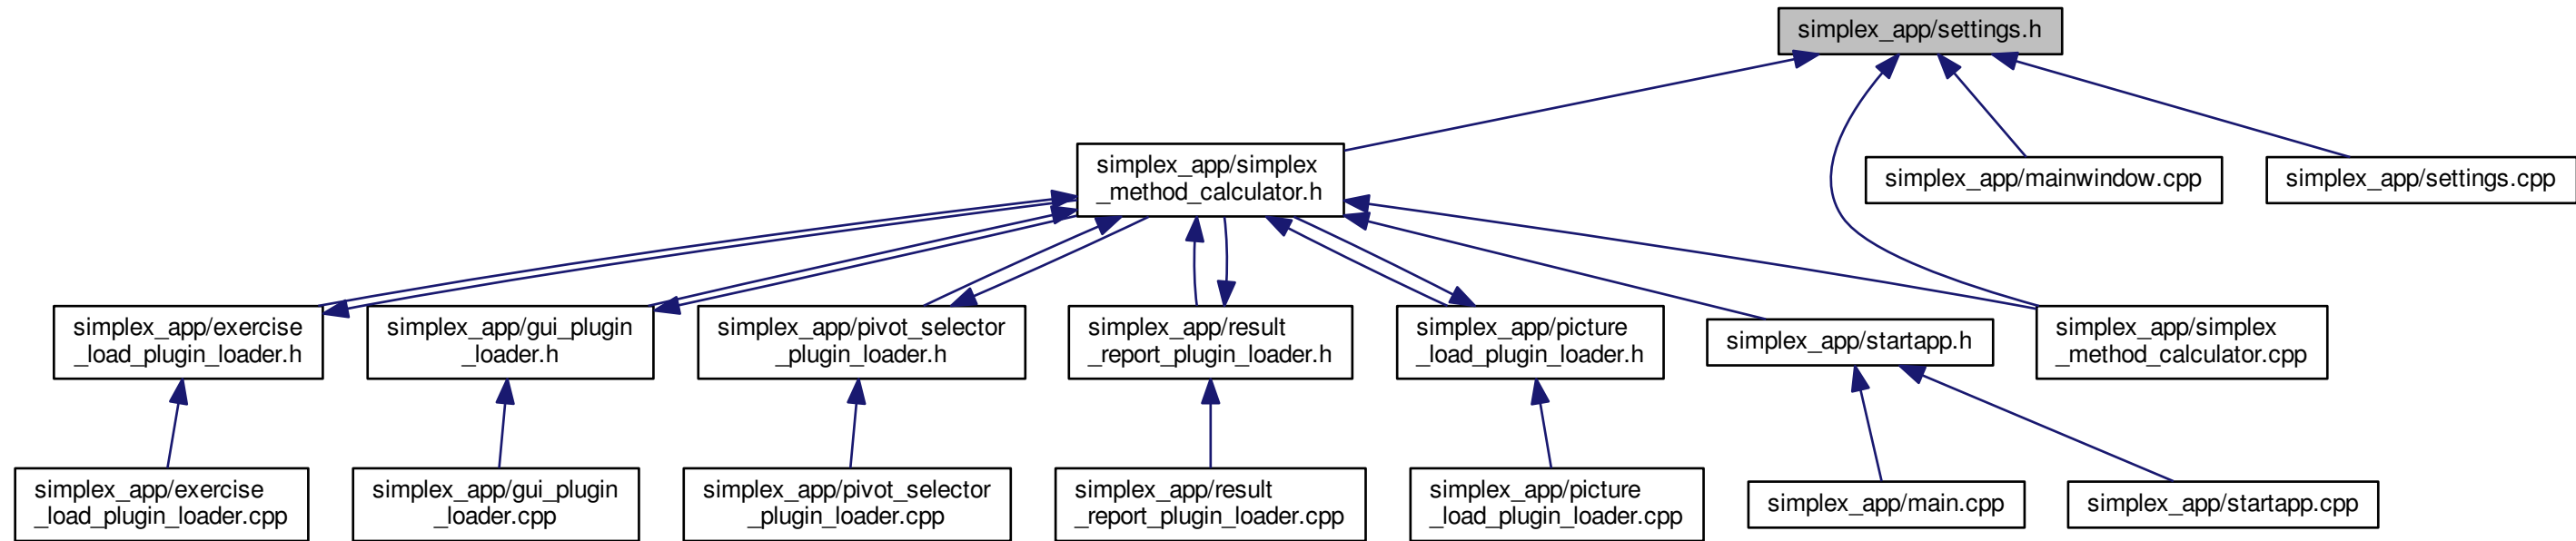 simplex_app/settings.h
simplex_app/simplex
_method_calculator.h
simplex_app/mainwindow.cpp
simplex_app/settings.cpp
simplex_app/exercise
_load_plugin_loader.h
simplex_app/gui_plugin
_loader.h
simplex_app/pivot_selector
_plugin_loader.h
simplex_app/result
_report_plugin_loader.h
simplex_app/picture
_load_plugin_loader.h
simplex_app/startapp.h
simplex_app/simplex
_method_calculator.cpp
simplex_app/exercise
_load_plugin_loader.cpp
simplex_app/gui_plugin
_loader.cpp
simplex_app/pivot_selector
_plugin_loader.cpp
simplex_app/result
_report_plugin_loader.cpp
simplex_app/picture
_load_plugin_loader.cpp
simplex_app/main.cpp
simplex_app/startapp.cpp